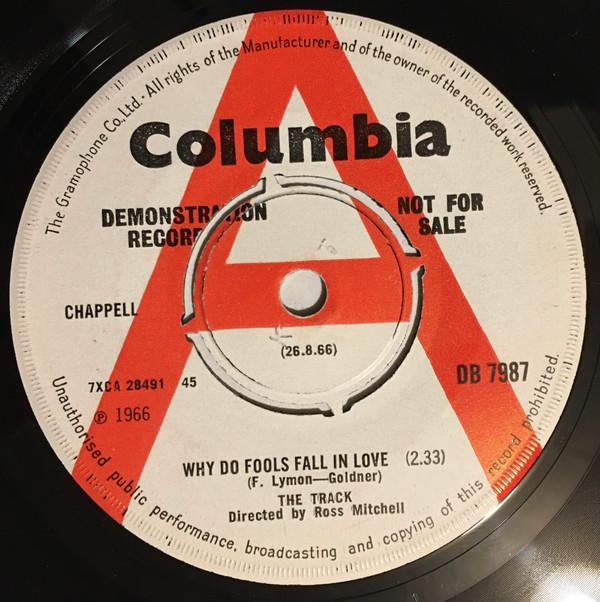 The Gramophone Co., Ltd. · All rights of the Manufacturer and of the owner of the recorded work reserved.
Columbia
DEMONSTRATION
RECORD
NOT FOR
SALE
A
CHAPPELL
(26.8.66)
7XCA 28491 45
DB 7987
℗ 1966
WHY DO FOOLS FALL IN LOVE (2.33)
(F. Lymon—Goldner)
THE TRACK
Directed by Ross Mitchell
Unauthorised public performance, broadcasting and copying of this record prohibited.